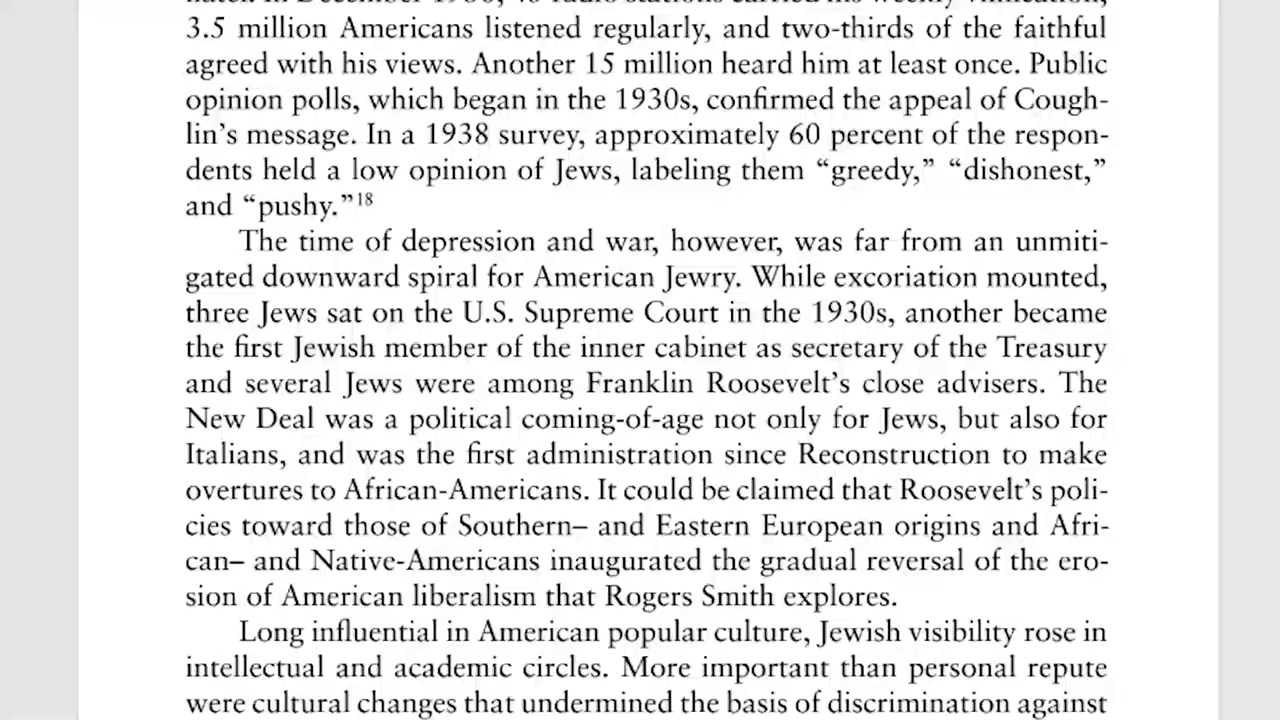 3.5 million Americans listened regularly, and two-thirds of the faithful
agreed with his views. Another 15 million heard him at least once. Public
opinion polls, which began in the 1930s, confirmed the appeal of Cough-
lin’s message. In a 1938 survey, approximately 60 percent of the respon-
dents held a low opinion of Jews, labeling them “greedy,” “dishonest,”
and “pushy.”18
The time of depression and war, however, was far from an unmiti-
gated downward spiral for American Jewry. While excoriation mounted,
three Jews sat on the U.S. Supreme Court in the 1930s, another became
the first Jewish member of the inner cabinet as secretary of the Treasury
and several Jews were among Franklin Roosevelt’s close advisers. The
New Deal was a political coming-of-age not only for Jews, but also for
Italians, and was the first administration since Reconstruction to make
overtures to African-Americans. It could be claimed that Roosevelt’s poli-
cies toward those of Southern– and Eastern European origins and Afri-
can– and Native-Americans inaugurated the gradual reversal of the ero-
sion of American liberalism that Rogers Smith explores.
Long influential in American popular culture, Jewish visibility rose in
intellectual and academic circles. More important than personal repute
were cultural changes that undermined the basis of discrimination against